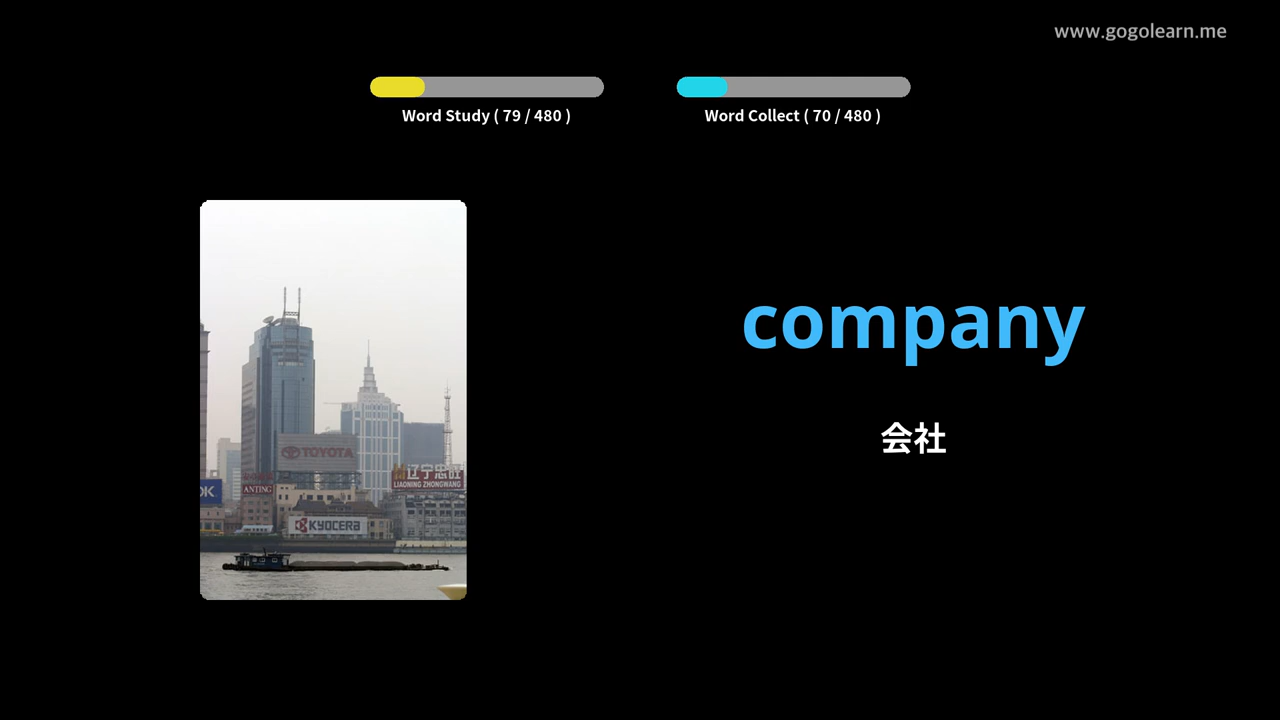 www.gogolearn.me
Word Study ( 79 / 480 )
Word Collect ( 70 / 480 )
company
会社
TOYOTA
辽宁忠旺
LIAONING ZHONGWANG
OK
ANTING
KYOCERA